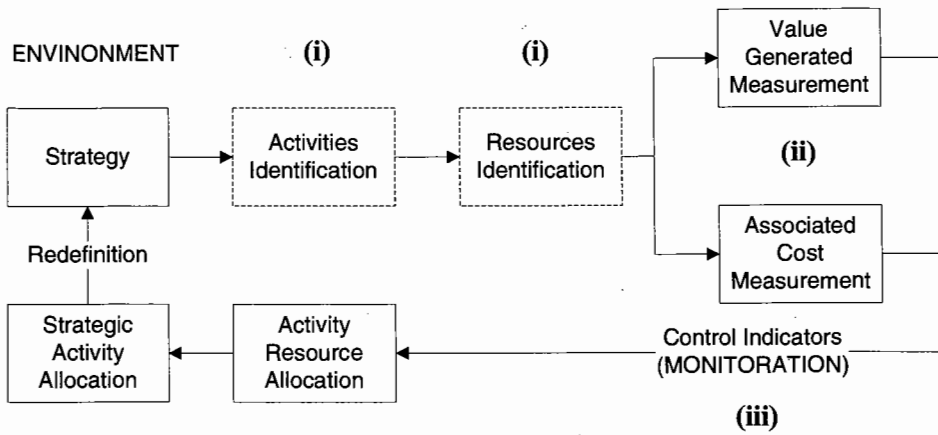 ENVINONMENT
(i)
(i)
Value
Generated
Measurement
Strategy
Activities
Identification
Resources
Identification
(ii)
Associated
Cost
Measurement
Redefinition
Strategic
Activity
Allocation
Activity
Resource
Allocation
Control Indicators
(MONITORATION)
(iii)